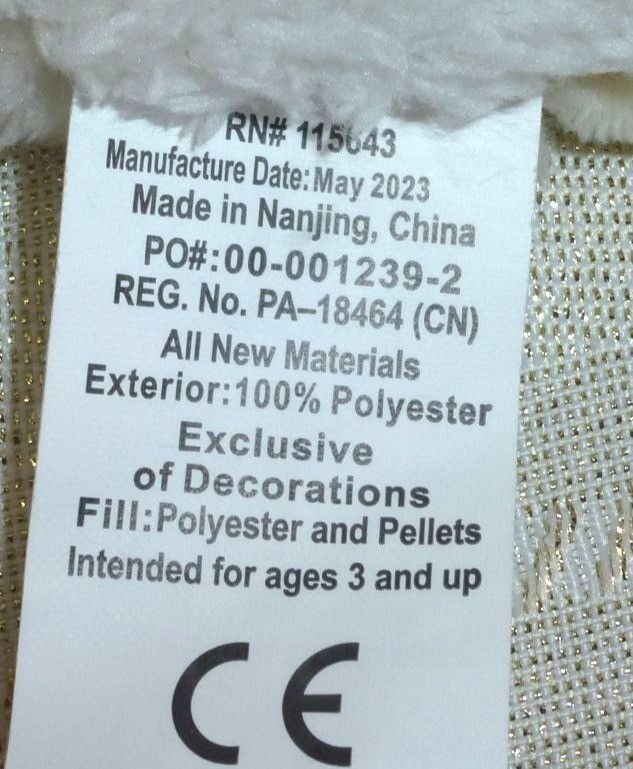 RN# 115643
Manufacture Date:May 2023
Made in Nanjing, China
PO#:00-001239-2
REG. No. PA-18464 (CN)
All New Materials
Exterior:100% Polyester
Exclusive
of Decorations
Fill:Polyester and Pellets
Intended for ages 3 and up
CE